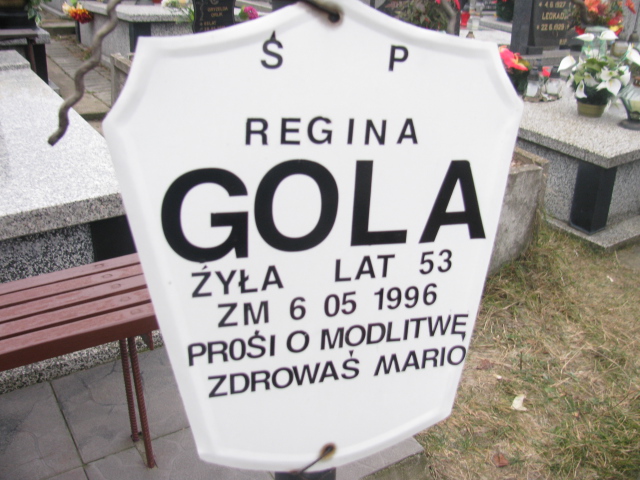 Ś P
REGINA
GOLA
ŻYŁA LAT 53
ZM 6 05 1996
PROŚI O MODLITWĘ
ZDROWAŚ MARIO